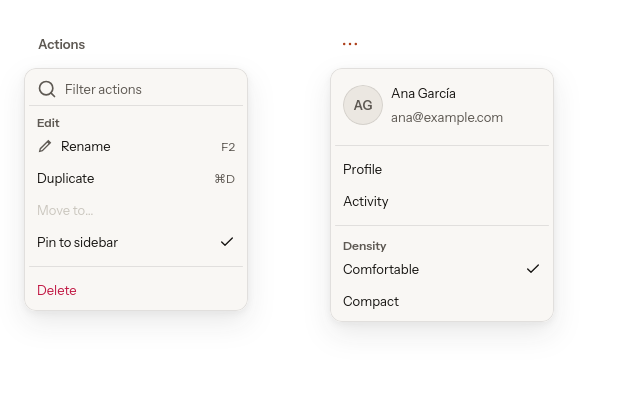 Actions
Filter actions
Edit
Rename F2
Duplicate ⌘D
Move to...
Pin to sidebar
Delete
...
AG
Ana García
ana@example.com
Profile
Activity
Density
Comfortable
Compact